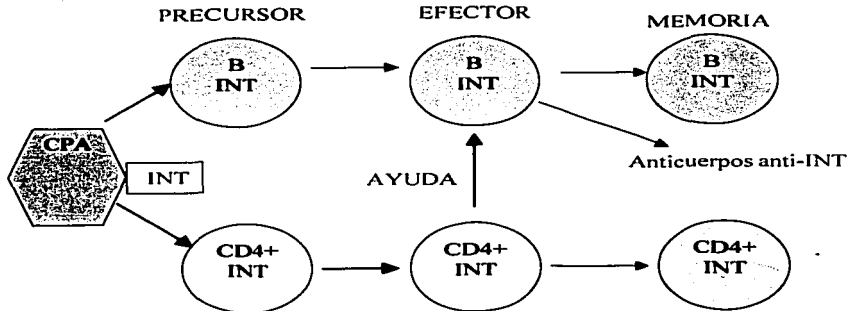 PRECURSOR
EFECTOR
MEMORIA
B
INT
B
INT
B
INT
CPA
INT
AYUDA
Anticuerpos anti-INT
CD4+
INT
CD4+
INT
CD4+
INT